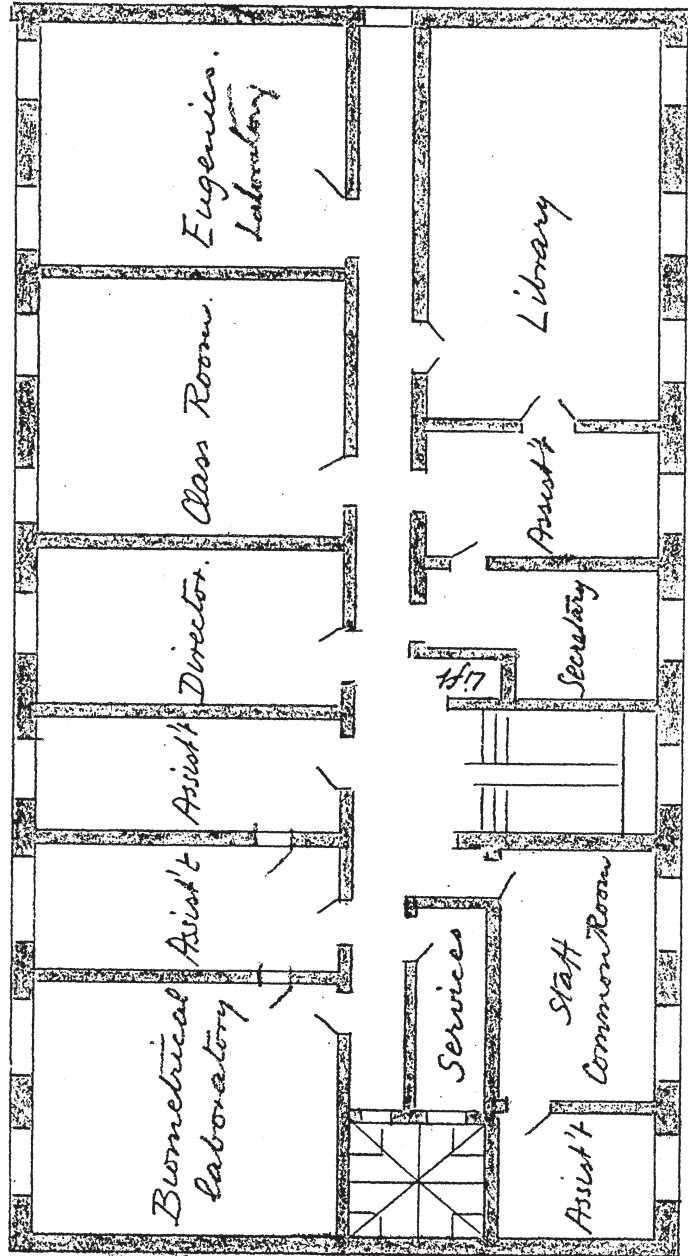 Biometrical
Laboratory
Assist't
Assist't
Director.
Class Room.
Eugenics.
Laboratory
Services
Lift
Assist't
Staff
Common Room
Secretary
Assist't
Library